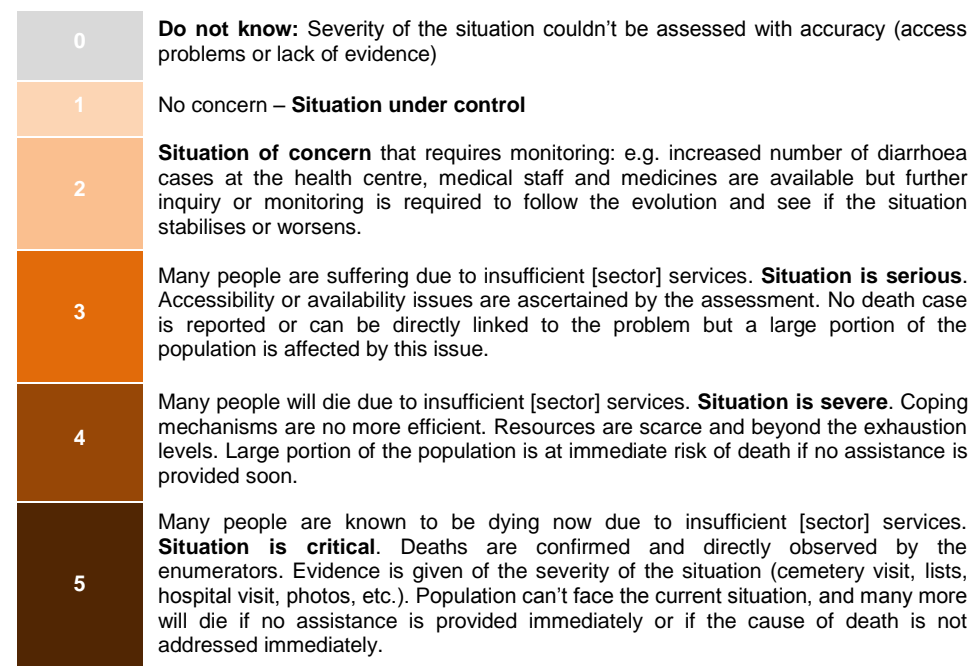 0
Do not know: Severity of the situation couldn’t be assessed with accuracy (access
problems or lack of evidence)
1
No concern – Situation under control
2
Situation of concern that requires monitoring: e.g. increased number of diarrhoea
cases at the health centre, medical staff and medicines are available but further
inquiry or monitoring is required to follow the evolution and see if the situation
stabilises or worsens.
3
Many people are suffering due to insufficient [sector] services. Situation is serious.
Accessibility or availability issues are ascertained by the assessment. No death case
is reported or can be directly linked to the problem but a large portion of the
population is affected by this issue.
4
Many people will die due to insufficient [sector] services. Situation is severe. Coping
mechanisms are no more efficient. Resources are scarce and beyond the exhaustion
levels. Large portion of the population is at immediate risk of death if no assistance is
provided soon.
5
Many people are known to be dying now due to insufficient [sector] services.
Situation is critical. Deaths are confirmed and directly observed by the
enumerators. Evidence is given of the severity of the situation (cemetery visit, lists,
hospital visit, photos, etc.). Population can’t face the current situation, and many more
will die if no assistance is provided immediately or if the cause of death is not
addressed immediately.